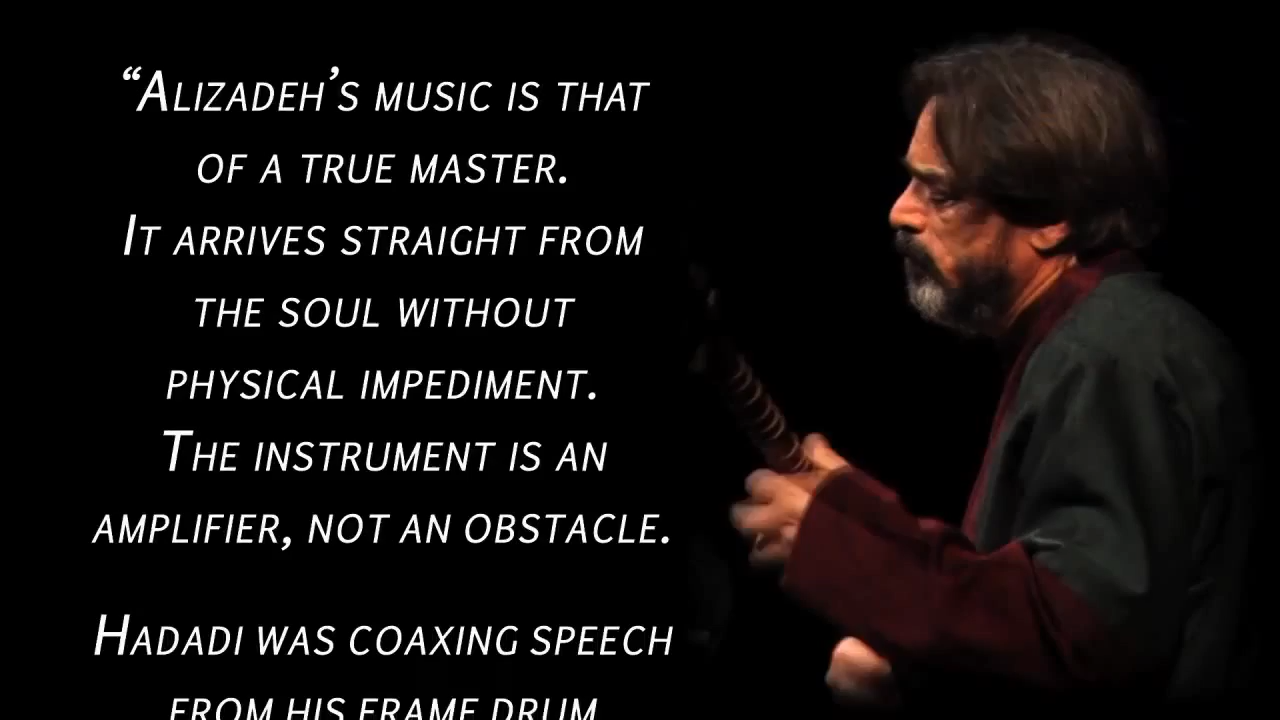 “Alizadeh’s music is that
of a true master.
It arrives straight from
the soul without
physical impediment.
The instrument is an
amplifier, not an obstacle.
Hadadi was coaxing speech
from his frame drum